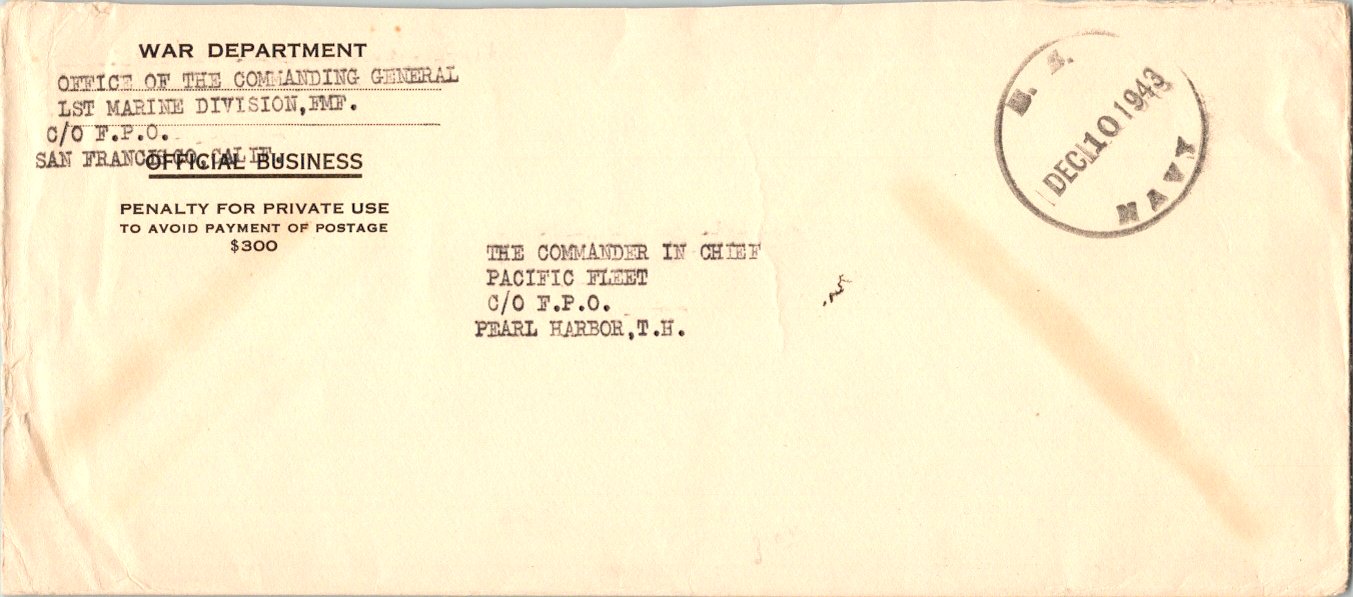 WAR DEPARTMENT
OFFICE OF THE COMMANDING GENERAL
1ST MARINE DIVISION,FMF.
C/O F.P.O.
SAN FRANCISCO,CALIF.
OFFICIAL BUSINESS
PENALTY FOR PRIVATE USE
TO AVOID PAYMENT OF POSTAGE
$300
U. S.
DEC 10 1943
NAVY
THE COMMANDER IN CHIEF
PACIFIC FLEET
C/O F.P.O.
PEARL HARBOR,T.H.